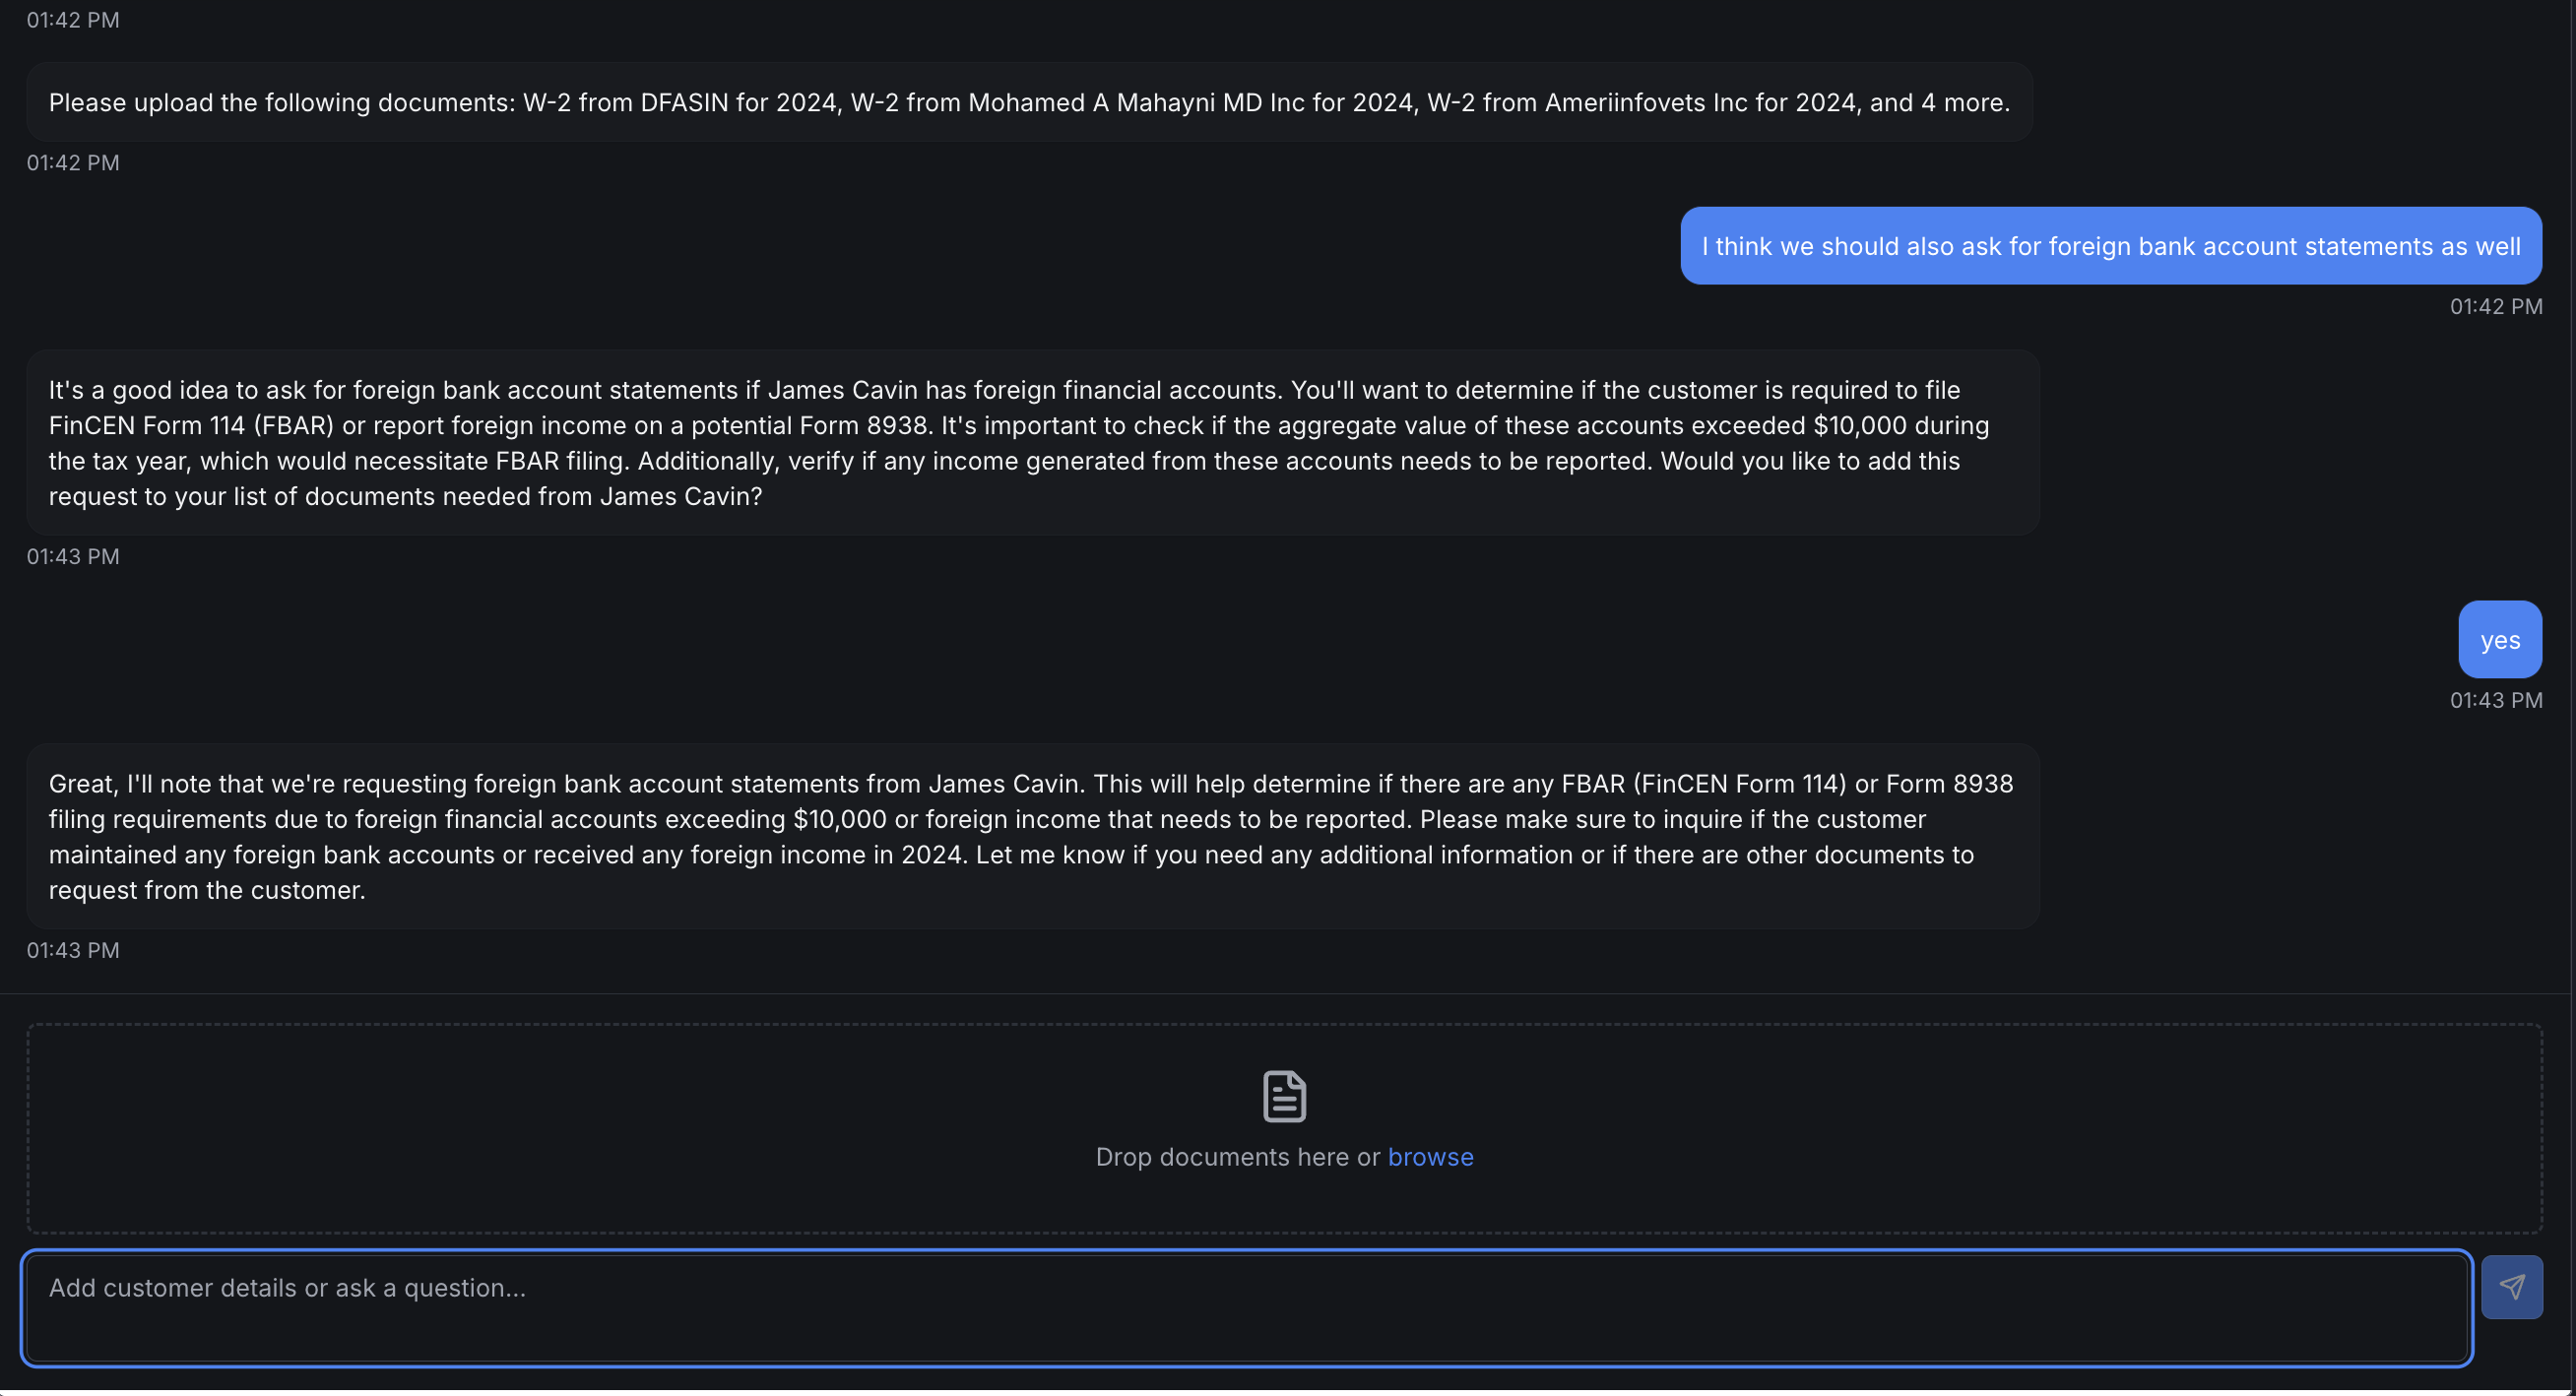 01:42 PM
Please upload the following documents: W-2 from DFASIN for 2024, W-2 from Mohamed A Mahayni MD Inc for 2024, W-2 from Ameriinfovets Inc for 2024, and 4 more.
01:42 PM
I think we should also ask for foreign bank account statements as well
01:42 PM
It's a good idea to ask for foreign bank account statements if James Cavin has foreign financial accounts. You'll want to determine if the customer is required to file
FinCEN Form 114 (FBAR) or report foreign income on a potential Form 8938. It's important to check if the aggregate value of these accounts exceeded $10,000 during
the tax year, which would necessitate FBAR filing. Additionally, verify if any income generated from these accounts needs to be reported. Would you like to add this
request to your list of documents needed from James Cavin?
01:43 PM
yes
01:43 PM
Great, I'll note that we're requesting foreign bank account statements from James Cavin. This will help determine if there are any FBAR (FinCEN Form 114) or Form 8938
filing requirements due to foreign financial accounts exceeding $10,000 or foreign income that needs to be reported. Please make sure to inquire if the customer
maintained any foreign bank accounts or received any foreign income in 2024. Let me know if you need any additional information or if there are other documents to
request from the customer.
01:43 PM
Drop documents here or browse
Add customer details or ask a question...